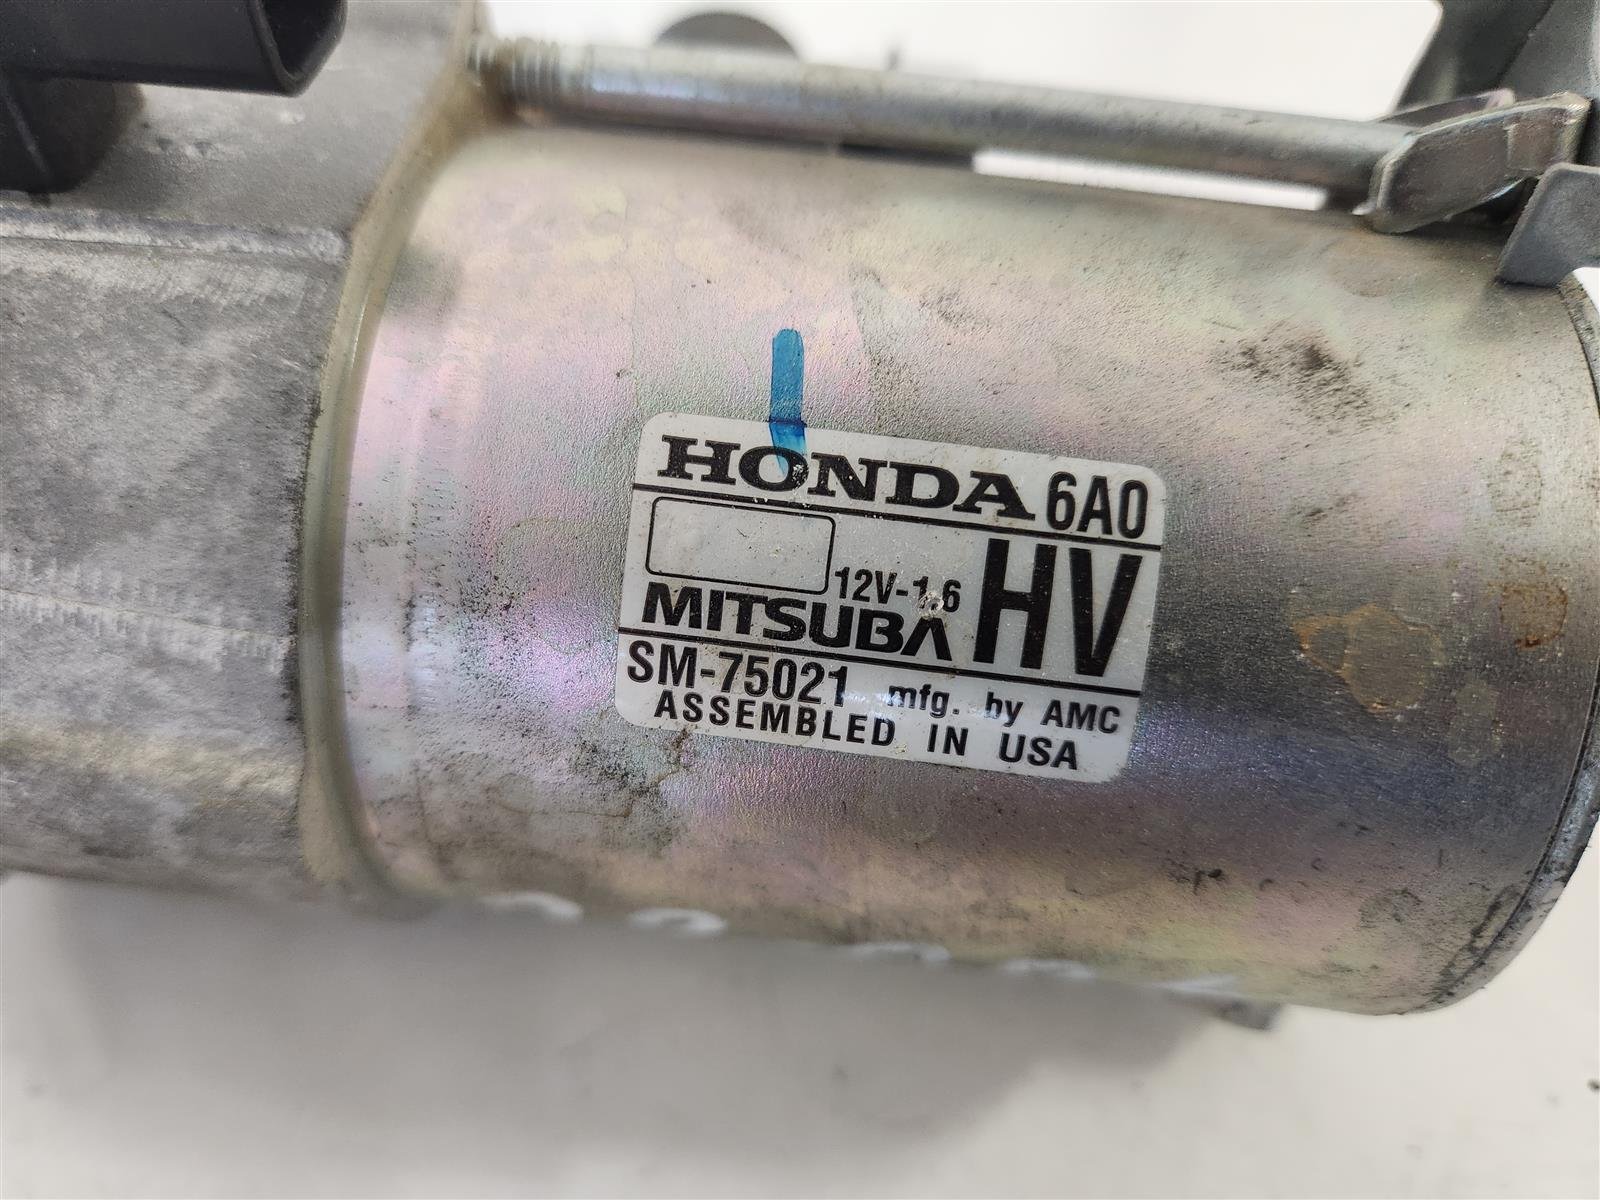 HONDA 6A0
12V-1.6 HV
MITSUBA
SM-75021 mfg. by AMC
ASSEMBLED IN USA